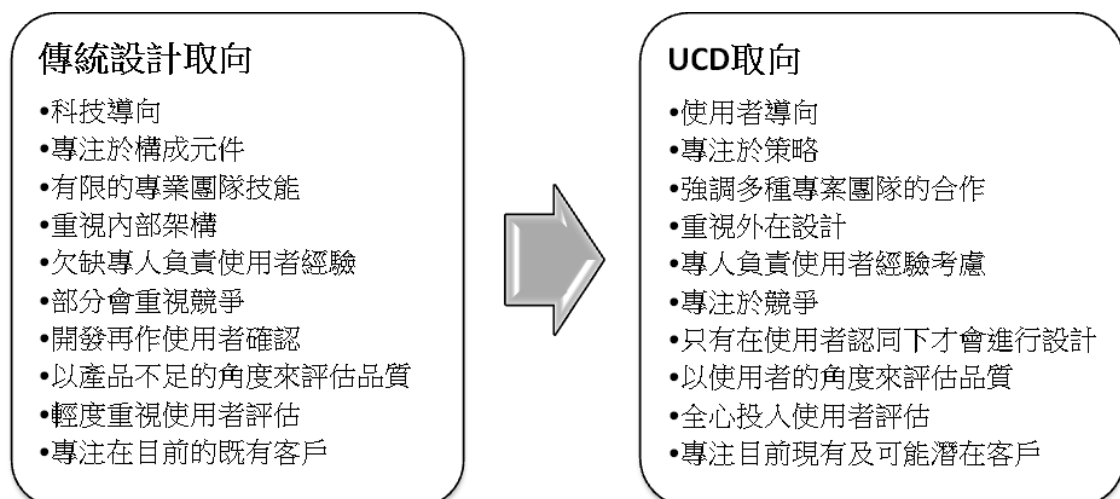 傳統設計取向
•科技導向
•專注於構成元件
•有限的專業團隊技能
•重視內部架構
•欠缺專人負責使用者經驗
•部分會重視競爭
•開發再作使用者確認
•以產品不足的角度來評估品質
•輕度重視使用者評估
•專注在目前的既有客戶
UCD取向
•使用者導向
•專注於策略
•強調多種專案團隊的合作
•重視外在設計
•專人負責使用者經驗考慮
•專注於競爭
•只有在使用者認同下才會進行設計
•以使用者的角度來評估品質
•全心投入使用者評估
•專注目前現有及可能潛在客戶